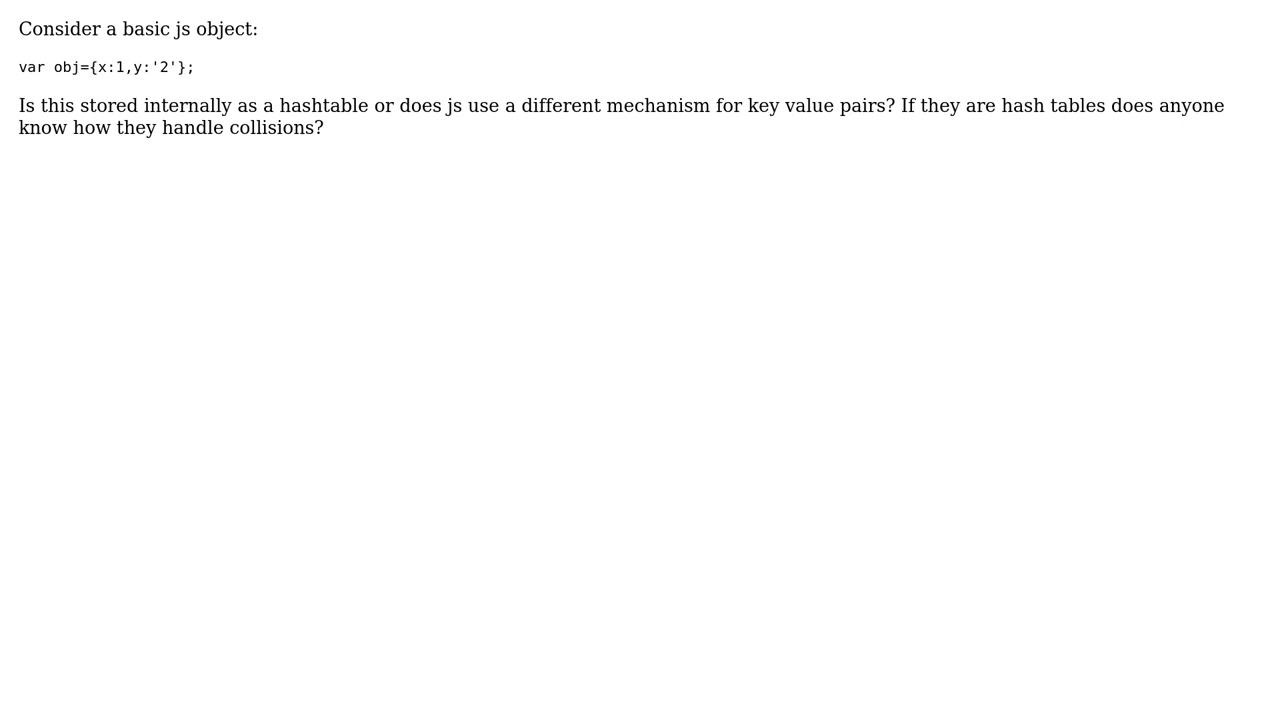 Consider a basic js object:
var obj={x:1,y:'2'};
Is this stored internally as a hashtable or does js use a different mechanism for key value pairs? If they are hash tables does anyone
know how they handle collisions?